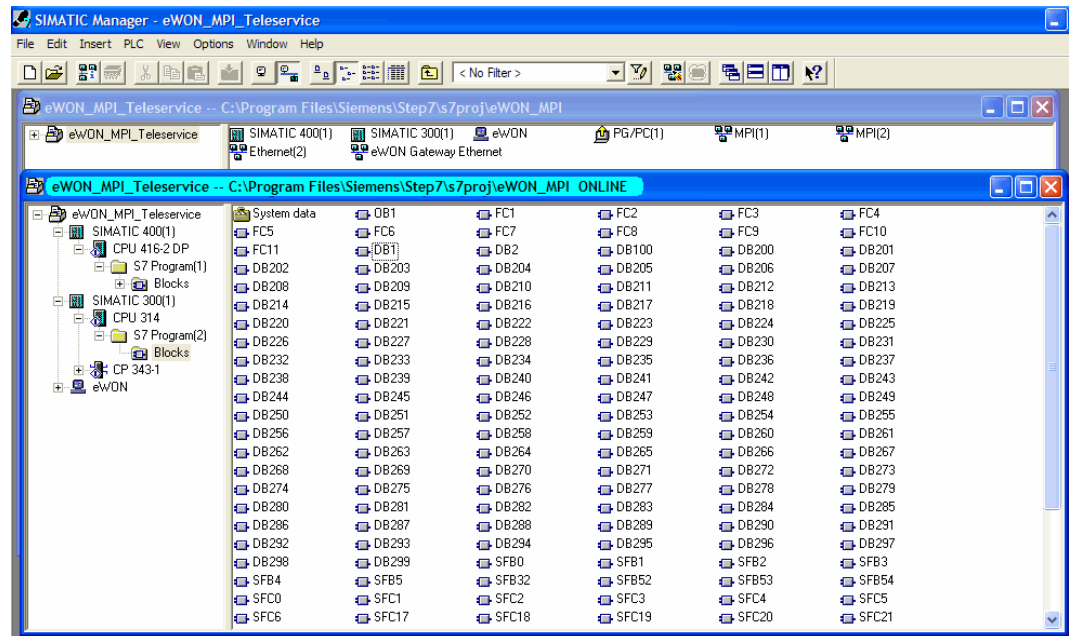 SIMATIC Manager - eWON_MPI_Teleservice
File Edit Insert PLC View Options Window Help
< No Filter >
eWON_MPI_Teleservice -- C:\Program Files\Siemens\Step7\s7proj\eWON_MPI
eWON_MPI_Teleservice
SIMATIC 400(1) SIMATIC 300(1) eWON PG/PC(1) MPI(1) MPI(2)
Ethernet(2) eWON Gateway Ethernet
eWON_MPI_Teleservice -- C:\Program Files\Siemens\Step7\s7proj\eWON_MPI ONLINE
eWON_MPI_Teleservice
SIMATIC 400(1)
CPU 416-2 DP
S7 Program(1)
Blocks
SIMATIC 300(1)
CPU 314
S7 Program(2)
Blocks
CP 343-1
eWON
System data OB1 FC1 FC2 FC3 FC4
FC5 FC6 FC7 FC8 FC9 FC10
FC11 DB1 DB2 DB100 DB200 DB201
DB202 DB203 DB204 DB205 DB206 DB207
DB208 DB209 DB210 DB211 DB212 DB213
DB214 DB215 DB216 DB217 DB218 DB219
DB220 DB221 DB222 DB223 DB224 DB225
DB226 DB227 DB228 DB229 DB230 DB231
DB232 DB233 DB234 DB235 DB236 DB237
DB238 DB239 DB240 DB241 DB242 DB243
DB244 DB245 DB246 DB247 DB248 DB249
DB250 DB251 DB252 DB253 DB254 DB255
DB256 DB257 DB258 DB259 DB260 DB261
DB262 DB263 DB264 DB265 DB266 DB267
DB268 DB269 DB270 DB271 DB272 DB273
DB274 DB275 DB276 DB277 DB278 DB279
DB280 DB281 DB282 DB283 DB284 DB285
DB286 DB287 DB288 DB289 DB290 DB291
DB292 DB293 DB294 DB295 DB296 DB297
DB298 DB299 SFB0 SFB1 SFB2 SFB3
SFB4 SFB5 SFB32 SFB52 SFB53 SFB54
SFC0 SFC1 SFC2 SFC3 SFC4 SFC5
SFC6 SFC17 SFC18 SFC19 SFC20 SFC21